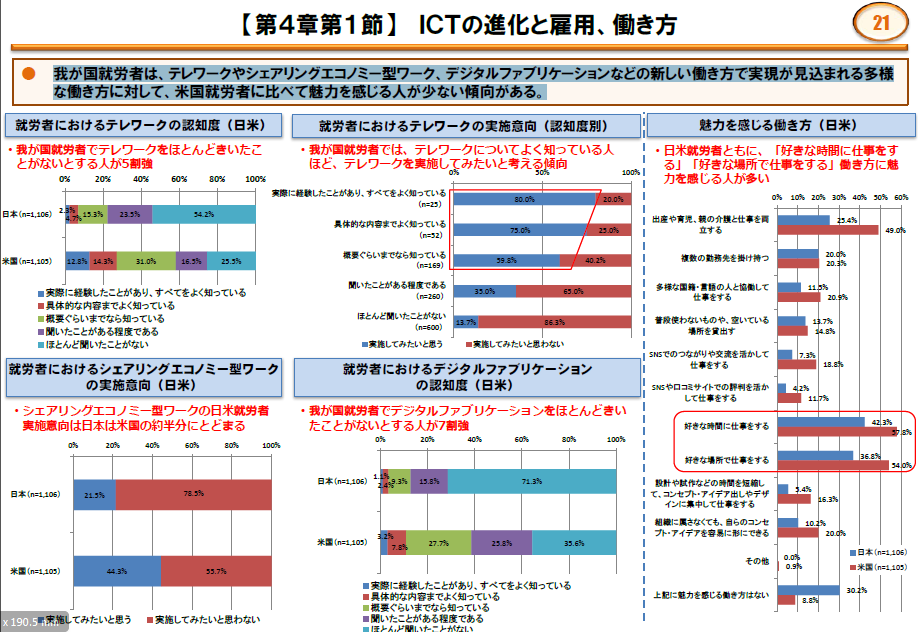 【第４章第１節】 ICTの進化と雇用、働き方
21
我が国就労者は、テレワークやシェアリングエコノミー型ワーク、デジタルファブリケーションなどの新しい働き方で実現が見込まれる多様
な働き方に対して、米国就労者に比べて魅力を感じる人が少ない傾向がある。
就労者におけるテレワークの認知度（日米）
・我が国就労者でテレワークをほとんどきいたこ
とがないとする人が5割強
0% 20% 40% 60% 80% 100%
日本（n=1,106）
2.3% 4.7% 15.3% 23.5% 54.2%
米国（n=1,105）
12.8% 14.3% 31.0% 16.5% 25.5%
実際に経験したことがあり、すべてをよく知っている
具体的な内容までよく知っている
概要ぐらいまでなら知っている
聞いたことがある程度である
ほとんど聞いたことがない
就労者におけるテレワークの実施意向（認知度別）
・我が国就労者では、テレワークについてよく知っている人
ほど、テレワークを実施してみたいと考える傾向
0% 50% 100%
実際に経験したことがあり、すべてをよく知っている
（n=25）
80.0% 20.0%
具体的な内容までよく知っている
（n=52）
75.0% 25.0%
概要ぐらいまでなら知っている
（n=169）
59.8% 40.2%
聞いたことがある程度である
（n=260）
35.0% 65.0%
ほとんど聞いたことがない
（n=600）
13.7% 86.3%
実施してみたいと思う 実施してみたいと思わない
就労者におけるシェアリングエコノミー型ワーク
の実施意向（日米）
・シェアリングエコノミー型ワークの日米就労者
実施意向は日本は米国の約半分にとどまる
0% 20% 40% 60% 80% 100%
日本（n=1,106）
21.5% 78.5%
米国（n=1,105）
44.3% 55.7%
実施してみたいと思う 実施してみたいと思わない
x 190.5 mm
就労者におけるデジタルファブリケーション
の認知度（日米）
・我が国就労者でデジタルファブリケーションをほとんどきい
たことがないとする人が7割強
0% 20% 40% 60% 80% 100%
日本（n=1,106）
1.1% 2.4% 9.3% 15.8% 71.3%
米国（n=1,105）
3.2% 7.8% 27.7% 25.8% 35.6%
実際に経験したことがあり、すべてをよく知っている
具体的な内容までよく知っている
概要ぐらいまでなら知っている
聞いたことがある程度である
ほとんど聞いたことがない
魅力を感じる働き方（日米）
・日米就労者ともに、「好きな時間に仕事をす
る」「好きな場所で仕事をする」働き方に魅
力を感じる人が多い
0% 10% 20% 30% 40% 50% 60%
出産や育児、親の介護と仕事を両
立する
25.4%
49.0%
複数の勤務先を掛け持つ
20.0%
20.3%
多様な国籍・言語の人と協働して
仕事をする
11.5%
20.9%
普段使わないものや、空いている
場所を貸出す
13.7%
14.8%
SNSでのつながりや交流を活かして
仕事をする
7.3%
18.8%
SNSや口コミサイトでの評判を活か
して仕事をする
4.2%
11.7%
好きな時間に仕事をする
42.3%
57.8%
好きな場所で仕事をする
36.8%
54.0%
設計や試作などの時間を短縮し
て、コンセプト・アイデア出しやデザ
インに集中して仕事をする
5.4%
16.3%
組織に属さなくても、自らのコンセ
プト・アイデアを容易に形にできる
10.2%
20.0%
その他
0.0%
0.9%
上記に魅力を感じる働き方はない
30.2%
8.8%
日本（n=1,106）
米国（n=1,105）